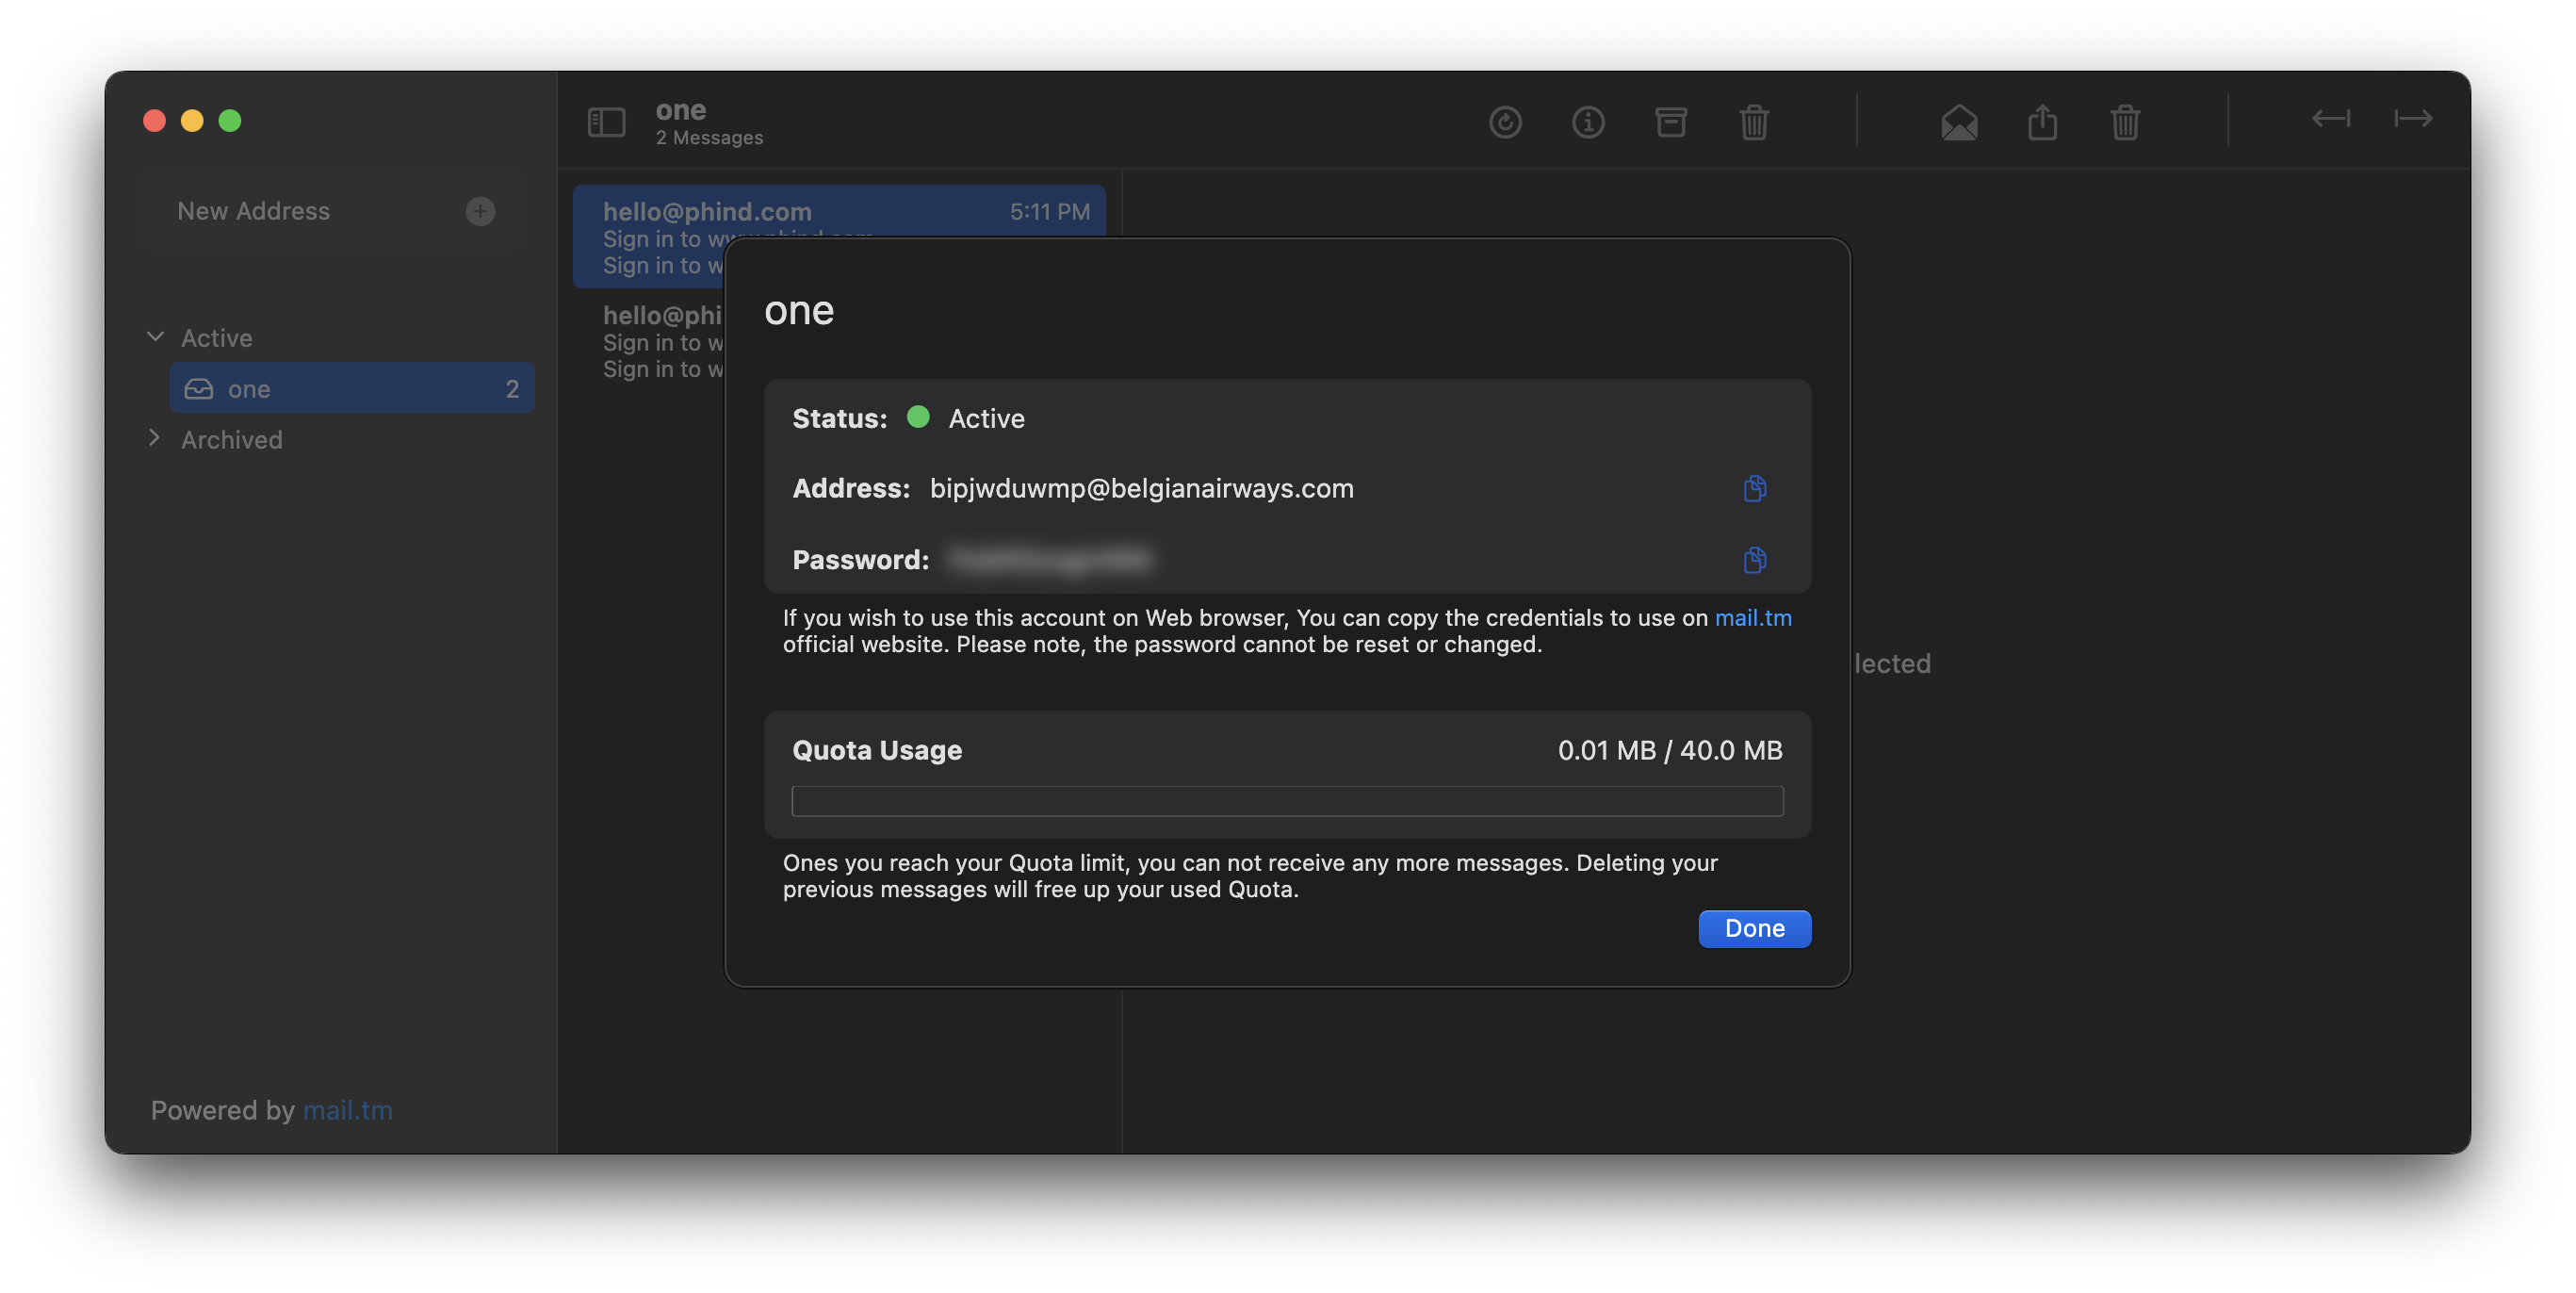 one
2 Messages
New Address
Active
one 2
Archived
Powered by mail.tm
hello@phind.com 5:11 PM
Sign in to
Sign in to
Sign in to
Sign in to
one
Status: Active
Address: bipjwduwmp@belgianairways.com
Password:
If you wish to use this account on Web browser, You can copy the credentials to use on mail.tm
official website. Please note, the password cannot be reset or changed.
Quota Usage 0.01 MB / 40.0 MB
Ones you reach your Quota limit, you can not receive any more messages. Deleting your
previous messages will free up your used Quota.
Done